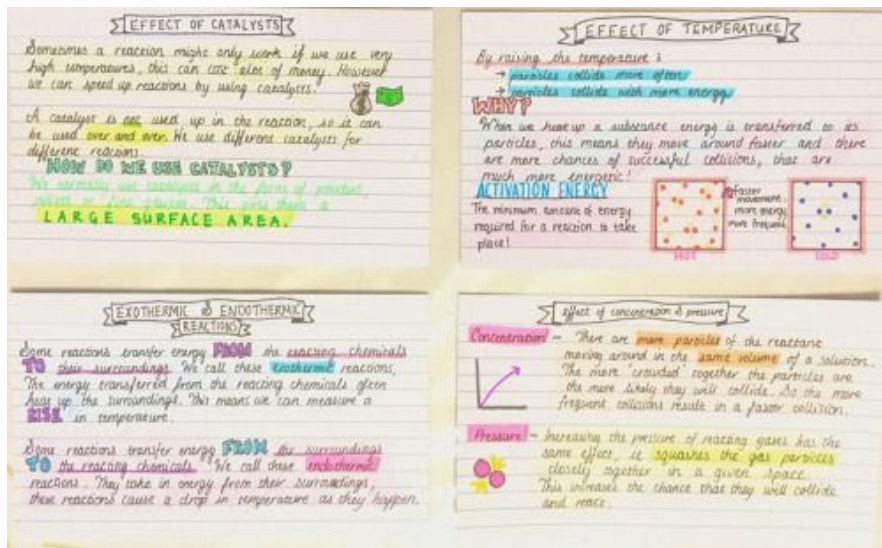 EFFECT OF CATALYSTS
Sometimes a reaction might only work if we use very
high temperatures, this can cost alot of money. However
we can speed up reactions by using catalysts.
A catalyst is not used up in the reaction, so it can
be used over and over. We use different catalysts for
different reactions.
HOW DO WE USE CATALYSTS?
We normally use catalysts in the form of
pellets or fine gauzes. This gives them a
LARGE SURFACE AREA.
EFFECT OF TEMPERATURE
By raising the temperature:
→ particles collide more often
→ particles collide with more energy
WHY?
When we heat up a substance energy is transferred to its
particles, this means they move around faster and there
are more chances of successful collisions, that are
much more energetic!
ACTIVATION ENERGY
The minimum amount of energy
required for a reaction to take
place!
Faster
movement,
more energy,
more frequent
HOT
COLD
EXOTHERMIC & ENDOTHERMIC
REACTIONS
Some reactions transfer energy FROM the reacting chemicals
TO their surroundings. We call these exothermic reactions,
The energy transferred from the reacting chemicals often
heat up the surroundings. This means we can measure a
RISE in temperature.
Some reactions transfer energy FROM the surroundings
TO the reacting chemicals. We call these endothermic
reactions. They take in energy from their surroundings,
these reactions cause a drop in temperature as they happen.
effect of concentration & pressure
Concentration - There are more particles of the reactant
moving around in the same volume of a solution.
The more 'crowded' together the particles are
the more likely they will collide. So the more
frequent collisions result in a faster collision.
Pressure - Increasing the pressure of reacting gases has the
same effect, it squashes the gas particles
closely together in a given space.
This increases the chance that they will collide
and react.